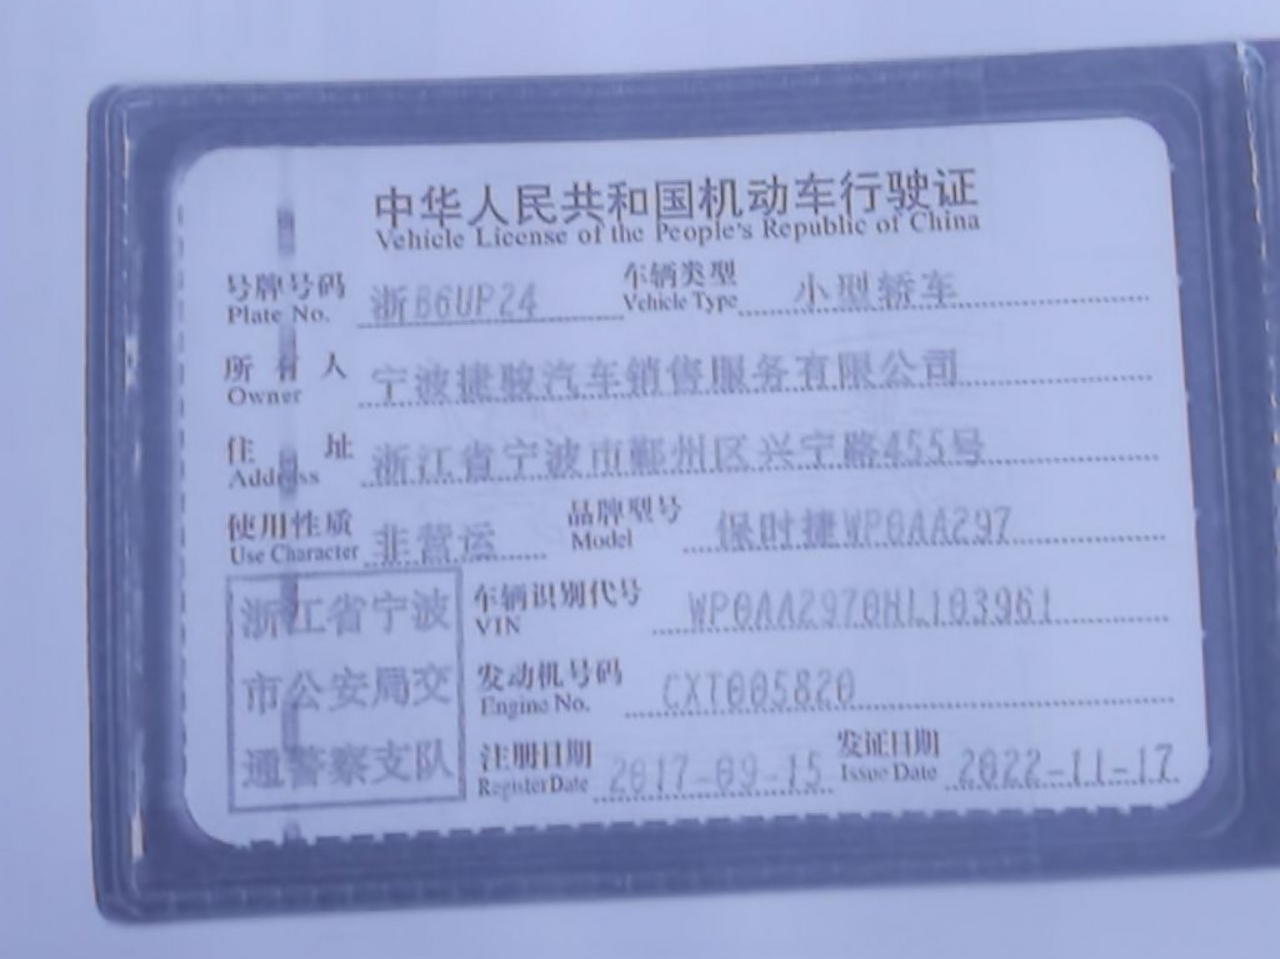 中华人民共和国机动车行驶证
Vehicle License of the People's Republic of China
号牌号码 浙B6UP24 车辆类型 小型轿车
Plate No. Vehicle Type
所有人 宁波捷骏汽车销售服务有限公司
Owner
住址 浙江省宁波市鄞州区兴宁路455号
Address
使用性质 非营运 品牌型号 保时捷WP0AA297
Use Character Model
浙江省宁波
市公安局交
通警察支队
车辆识别代号 WP0AA2970HL103961
VIN
发动机号码 CXT005820
Engine No.
注册日期 2017-09-15 发证日期 2022-11-17
Register Date Issue Date